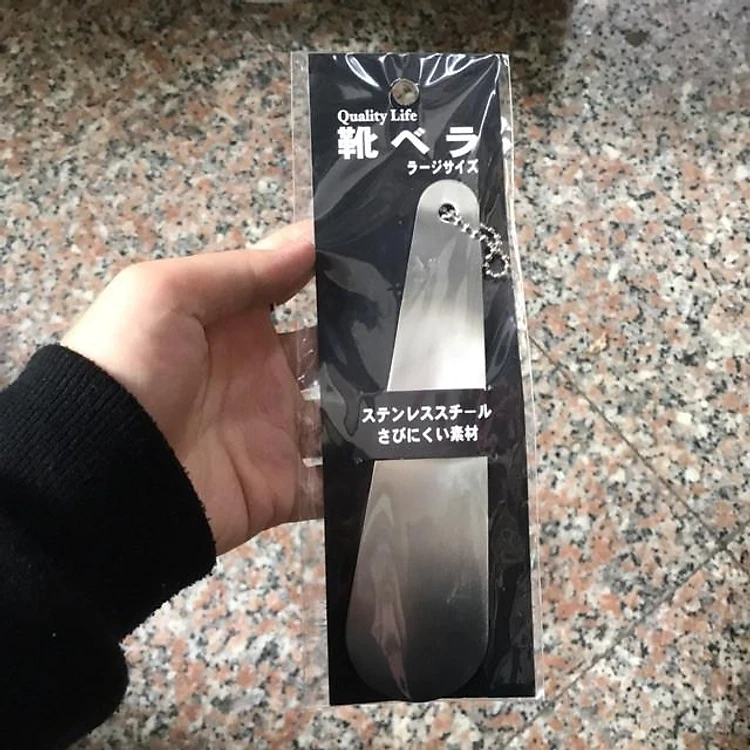 Quality Life
靴ベラ
ラージサイズ
ステンレススチール
さびにくい素材